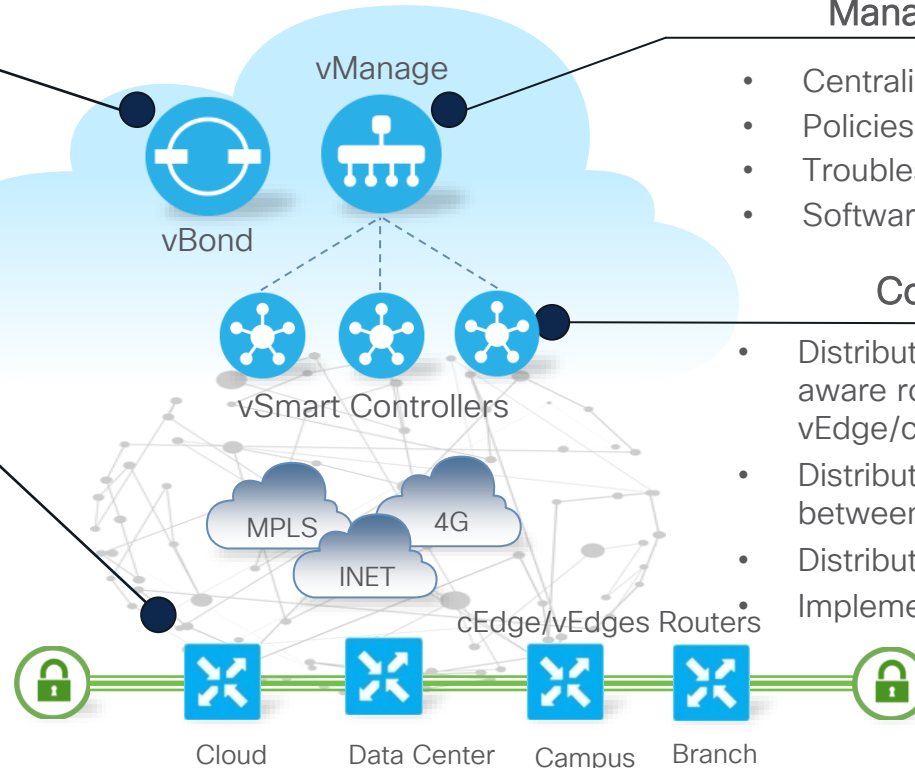 Mana
vManage
• Centrali
• Policies
• Troubles
• Softwar
vBond
Co
• Distribut
aware ro
vEdge/c
vSmart Controllers
• Distribut
between
• Distribut
• Impleme
MPLS
4G
INET
cEdge/vEdges Routers
Cloud
Data Center
Campus
Branch